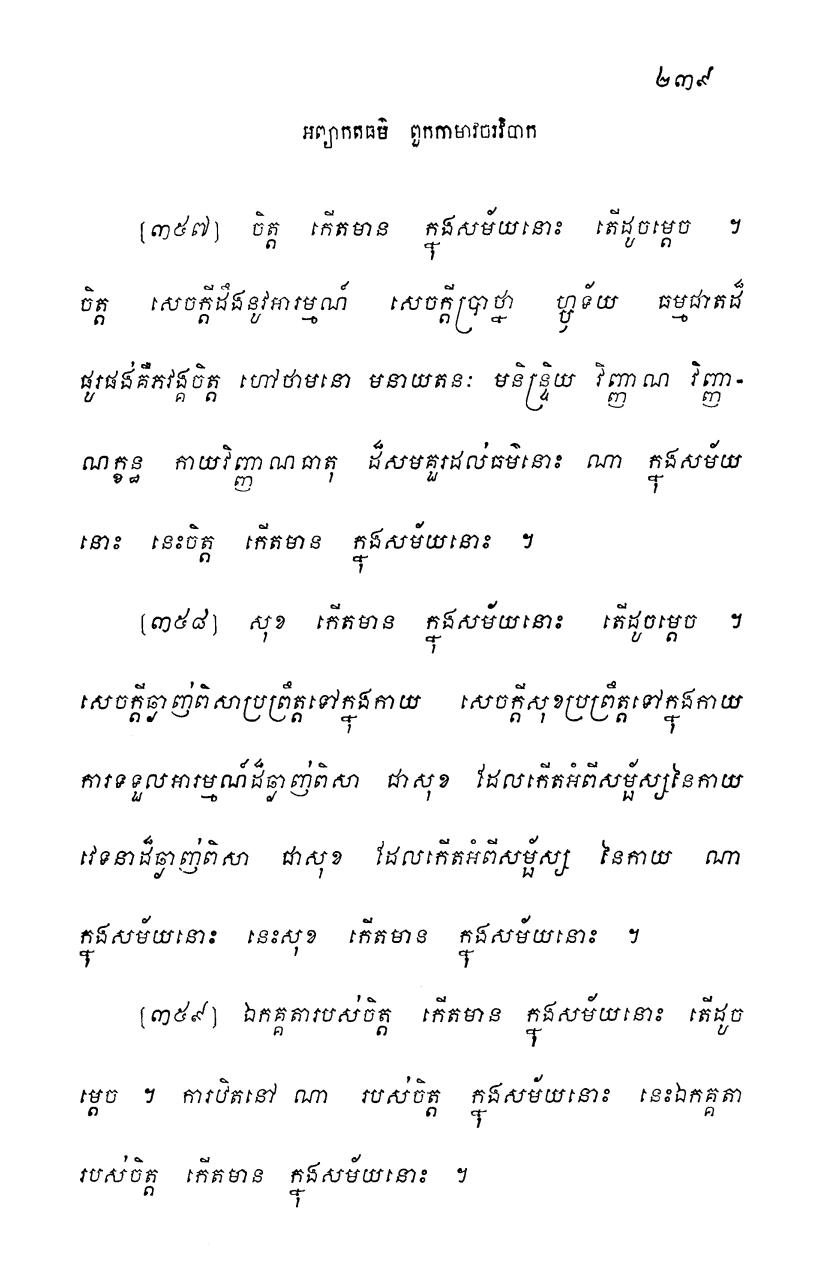 ២៣៩
អព្យាកតធម៌ ពួកកាមាវចរវិបាក
[៣៥៧] ចិត្ត កើតមាន ក្នុងសម័យនោះ តើដូចម្ដេច ។
ចិត្ត សេចក្ដីដឹងនូវអារម្មណ៍ សេចក្ដីប្រាថ្នា ហ្ឫទ័យ ធម្មជាតដ៏
ផូរផង់គឺភវង្គចិត្ត ហៅថាមនោ មនាយតនៈ មនិន្ទ្រិយ វិញ្ញាណ វិញ្ញា-
ណក្ខន្ធ កាយវិញ្ញាណធាតុ ដ៏សមគួរដល់ធម៌នោះ ណា ក្នុងសម័យ
នោះ នេះចិត្ត កើតមាន ក្នុងសម័យនោះ ។
[៣៥៨] សុខ កើតមាន ក្នុងសម័យនោះ តើដូចម្ដេច ។
សេចក្ដីឆ្ងាញ់ពិសាប្រព្រឹត្តទៅក្នុងកាយ សេចក្ដីសុខប្រព្រឹត្តទៅក្នុងកាយ
ការទទួលអារម្មណ៍ដ៏ឆ្ងាញ់ពិសា ជាសុខ ដែលកើតអំពីសម្ផ័ស្សនៃកាយ
វេទនាដ៏ឆ្ងាញ់ពិសា ជាសុខ ដែលកើតអំពីសម្ផ័ស្ស នៃកាយ ណា
ក្នុងសម័យនោះ នេះសុខ កើតមាន ក្នុងសម័យនោះ ។
[៣៥៩] ឯកគ្គតារបស់ចិត្ត កើតមាន ក្នុងសម័យនោះ តើដូច
ម្ដេច ។ ការឋិតនៅ ណា របស់ចិត្ត ក្នុងសម័យនោះ នេះឯកគ្គតា
របស់ចិត្ត កើតមាន ក្នុងសម័យនោះ ។